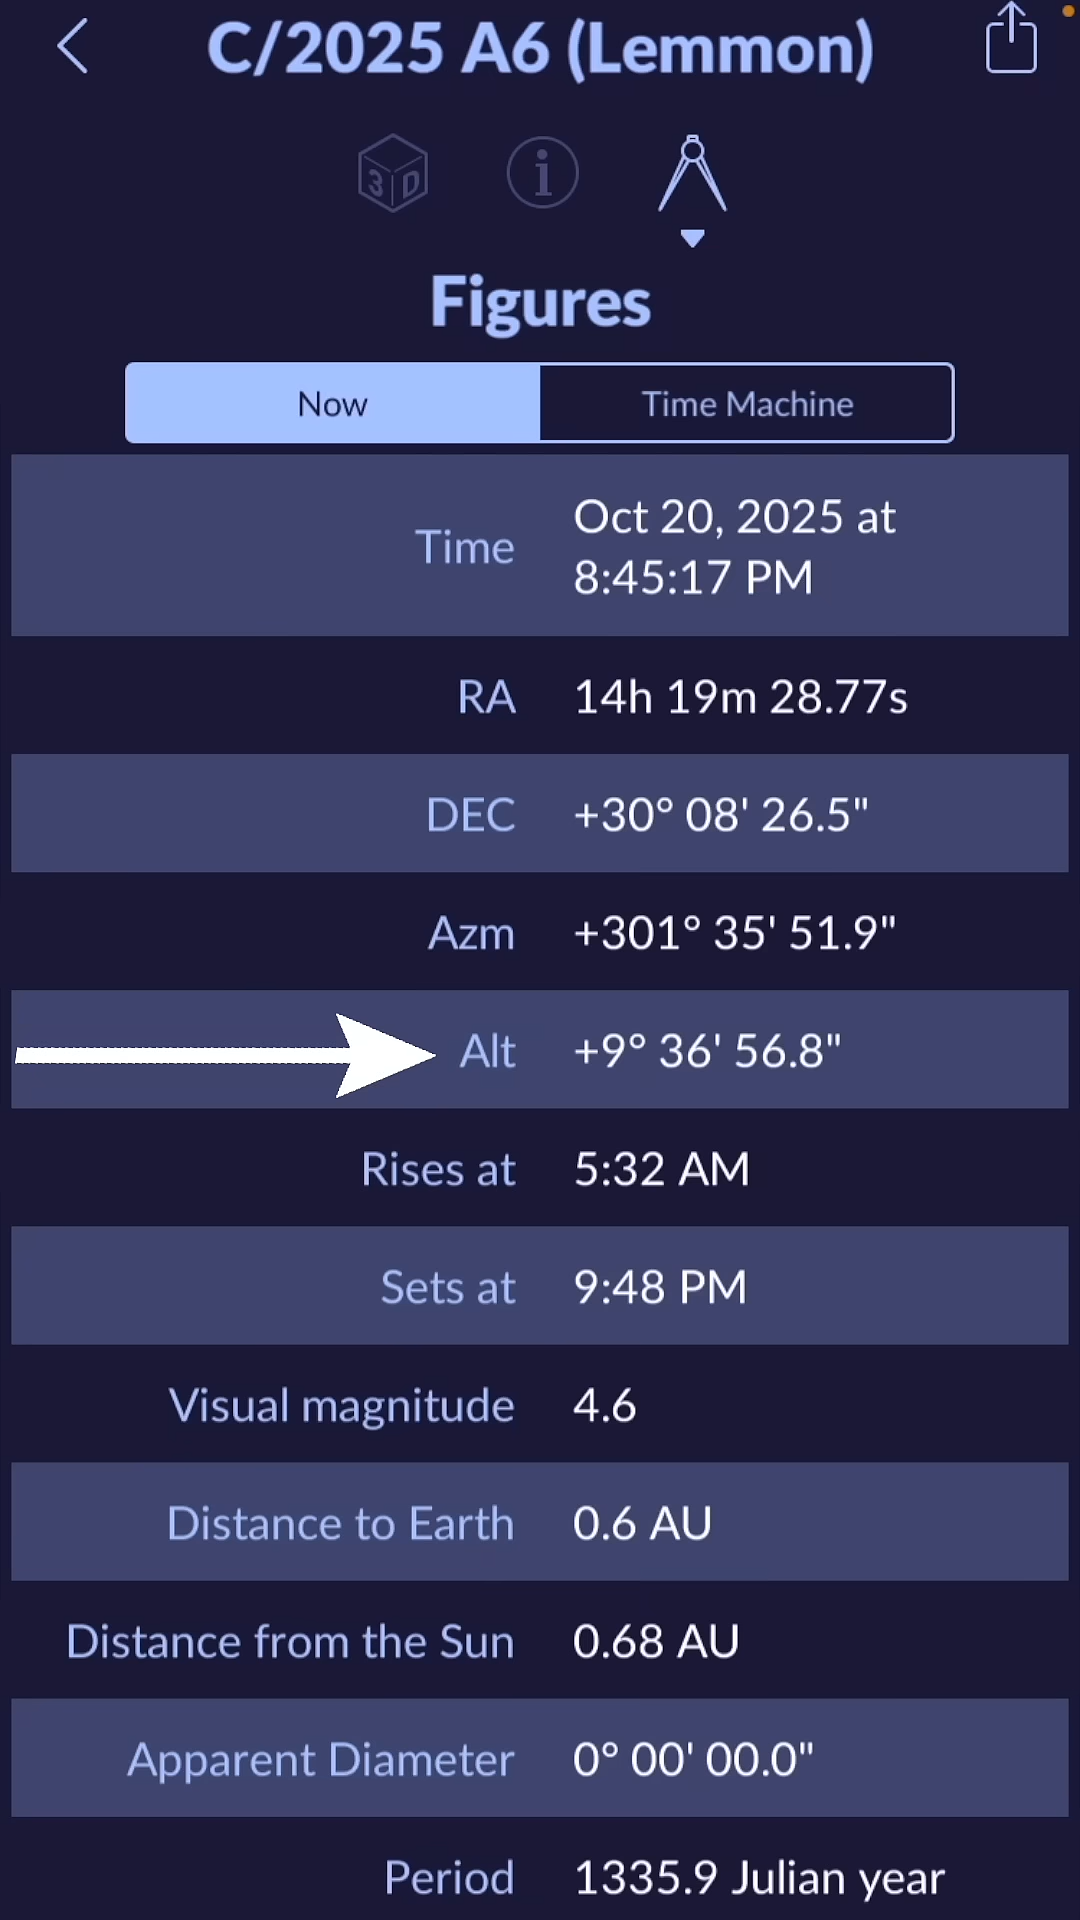 C/2025 A6 (Lemmon)
3D
i
Figures
Now
Time Machine
Time
Oct 20, 2025 at
8:45:17 PM
RA 14h 19m 28.77s
DEC +30° 08' 26.5"
Azm +301° 35' 51.9"
Alt +9° 36' 56.8"
Rises at 5:32 AM
Sets at 9:48 PM
Visual magnitude 4.6
Distance to Earth 0.6 AU
Distance from the Sun 0.68 AU
Apparent Diameter 0° 00' 00.0"
Period 1335.9 Julian year